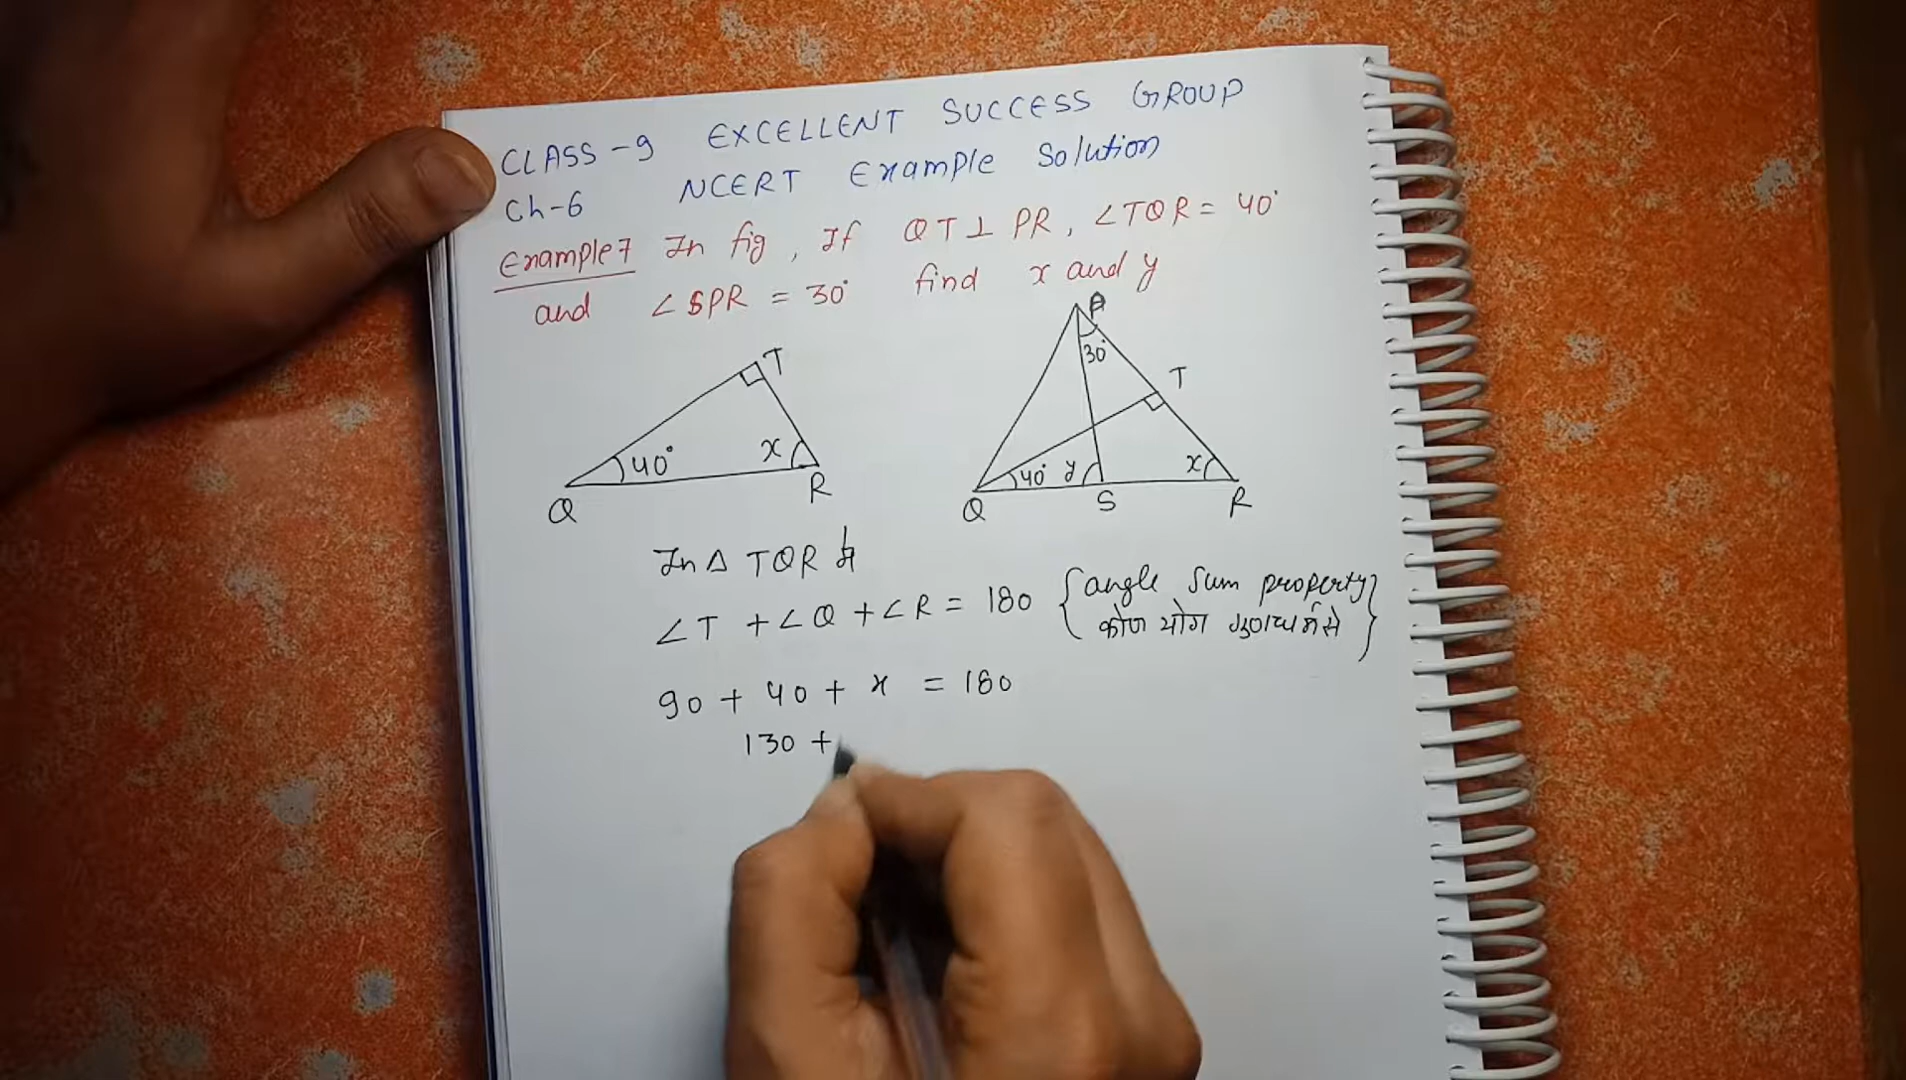 CLASS-9 EXCELLENT SUCCESS GROUP
Ch-6 NCERT Example Solution
Example 7 In fig, If QT⊥PR, ∠TQR = 40°
and ∠SPR = 30° find x and y
T
40°
x
Q
R
P
30°
T
40° y
x
Q
S
R
In Δ TQR में
∠T + ∠Q + ∠R = 180 {angle sum property
कोण योग गुणधर्म से}
90 + 40 + x = 180
130 +